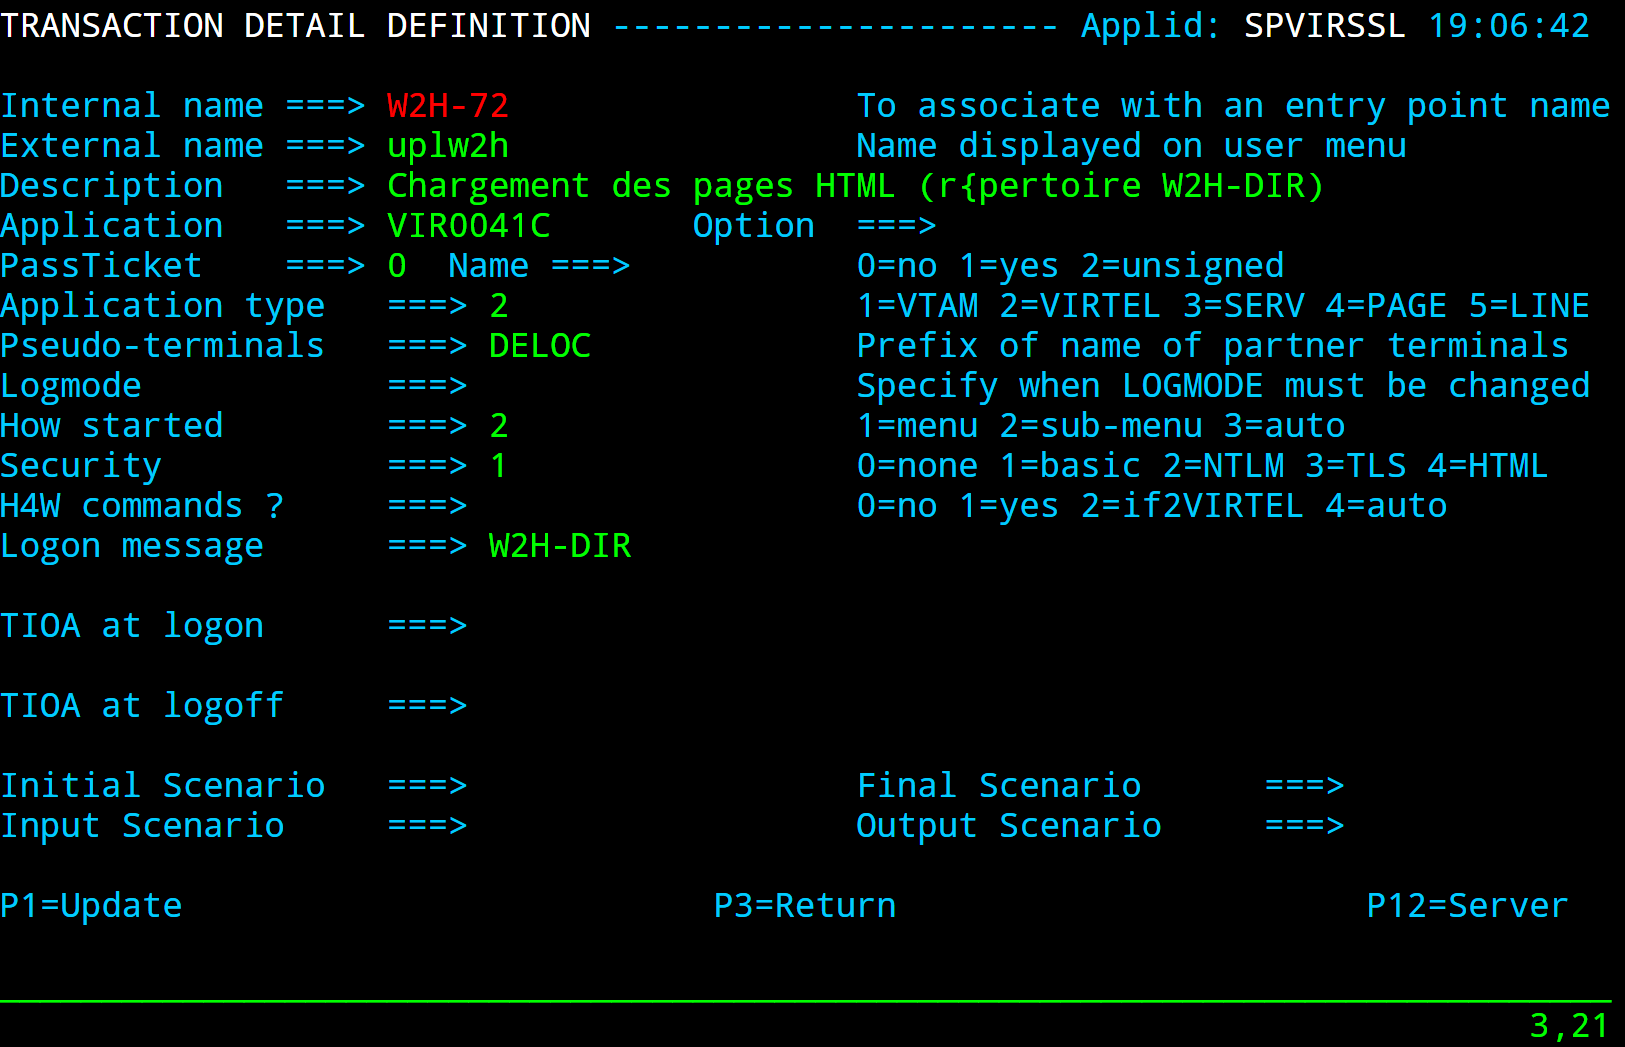 TRANSACTION DETAIL DEFINITION ---------------------- Applid: SPVIRSSL 19:06:42
Internal name ===> W2H-72 To associate with an entry point name
External name ===> uplw2h Name displayed on user menu
Description ===> Chargement des pages HTML (r{pertoire W2H-DIR)
Application ===> VIR0041C Option ===>
PassTicket ===> 0 Name ===> 0=no 1=yes 2=unsigned
Application type ===> 2 1=VTAM 2=VIRTEL 3=SERV 4=PAGE 5=LINE
Pseudo-terminals ===> DELOC Prefix of name of partner terminals
Logmode ===> Specify when LOGMODE must be changed
How started ===> 2 1=menu 2=sub-menu 3=auto
Security ===> 1 0=none 1=basic 2=NTLM 3=TLS 4=HTML
H4W commands ? ===> 0=no 1=yes 2=if2VIRTEL 4=auto
Logon message ===> W2H-DIR
TIOA at logon ===>
TIOA at logoff ===>
Initial Scenario ===> Final Scenario ===>
Input Scenario ===> Output Scenario ===>
P1=Update P3=Return P12=Server
3,21